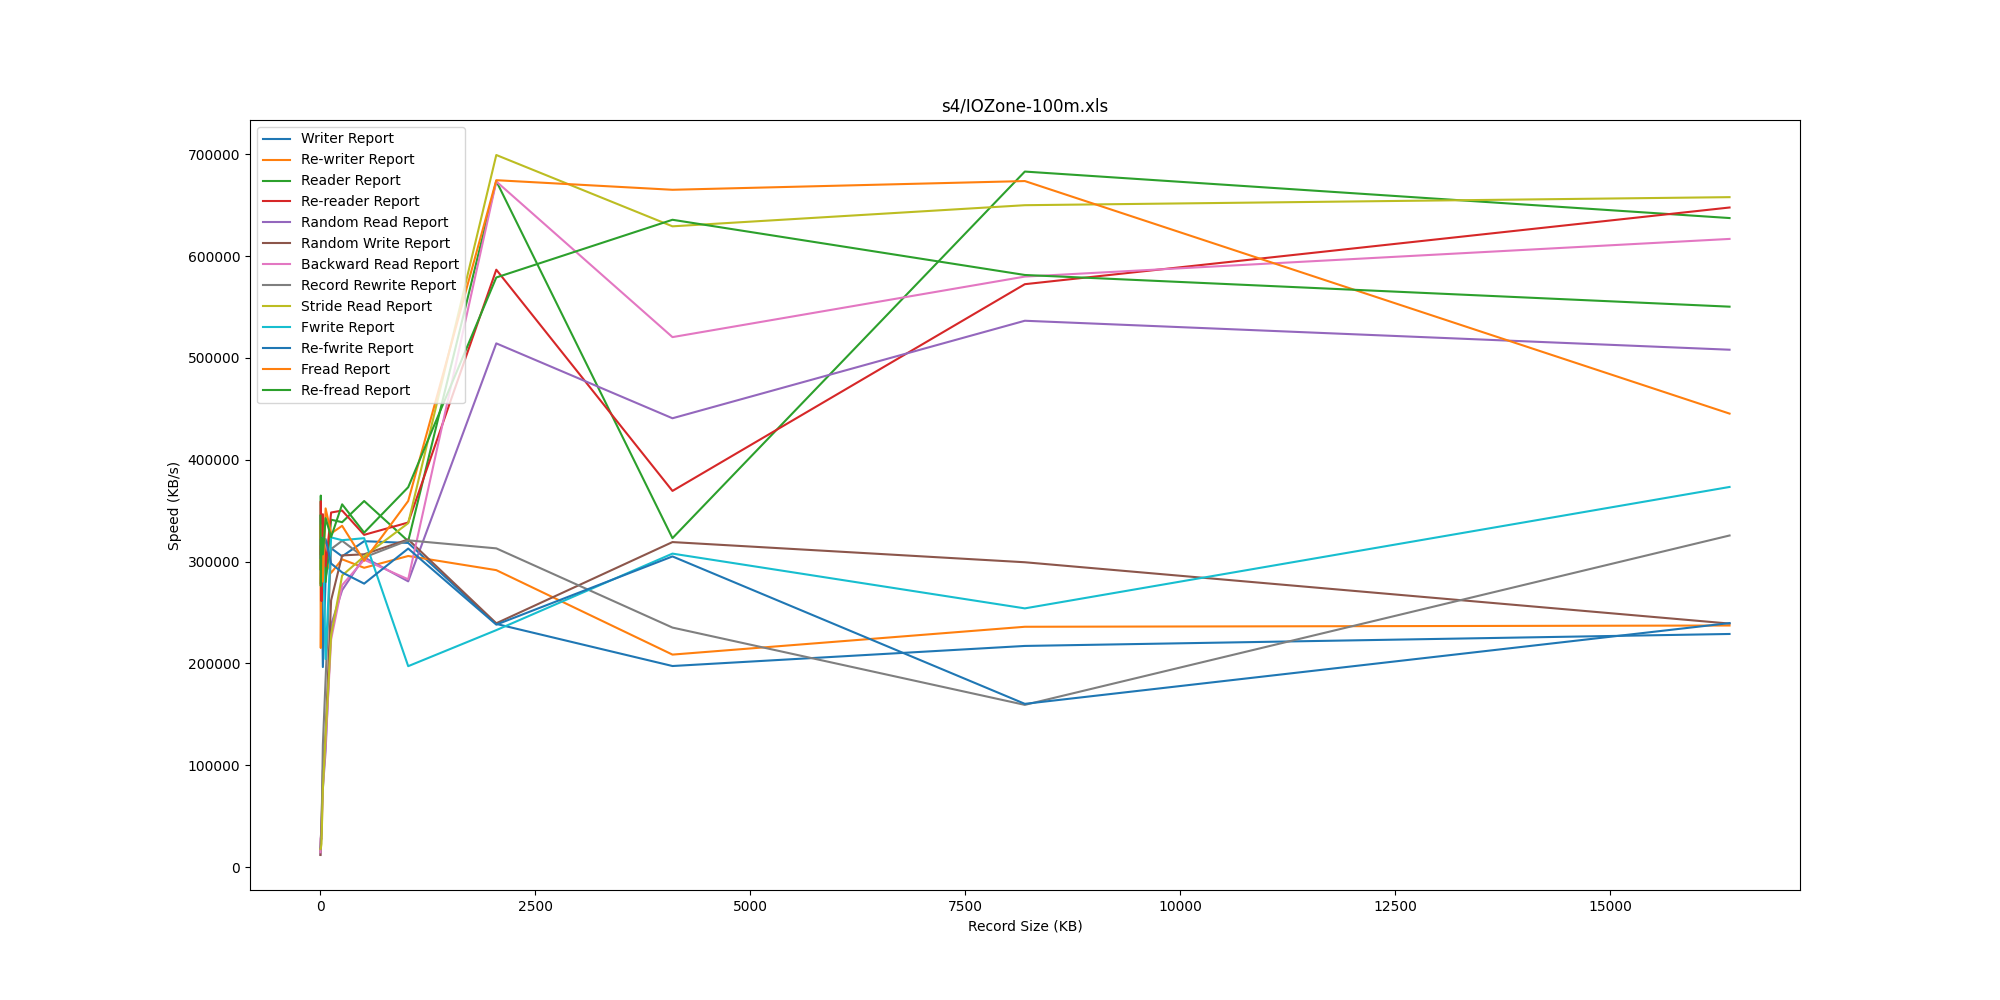 s4/IOZone-100m.xls
700000
600000
500000
400000
300000
200000
100000
0
Speed (KB/s)
Writer Report
Re-writer Report
Reader Report
Re-reader Report
Random Read Report
Random Write Report
Backward Read Report
Record Rewrite Report
Stride Read Report
Fwrite Report
Re-fwrite Report
Fread Report
Re-fread Report
0 2500 5000 7500 10000 12500 15000
Record Size (KB)